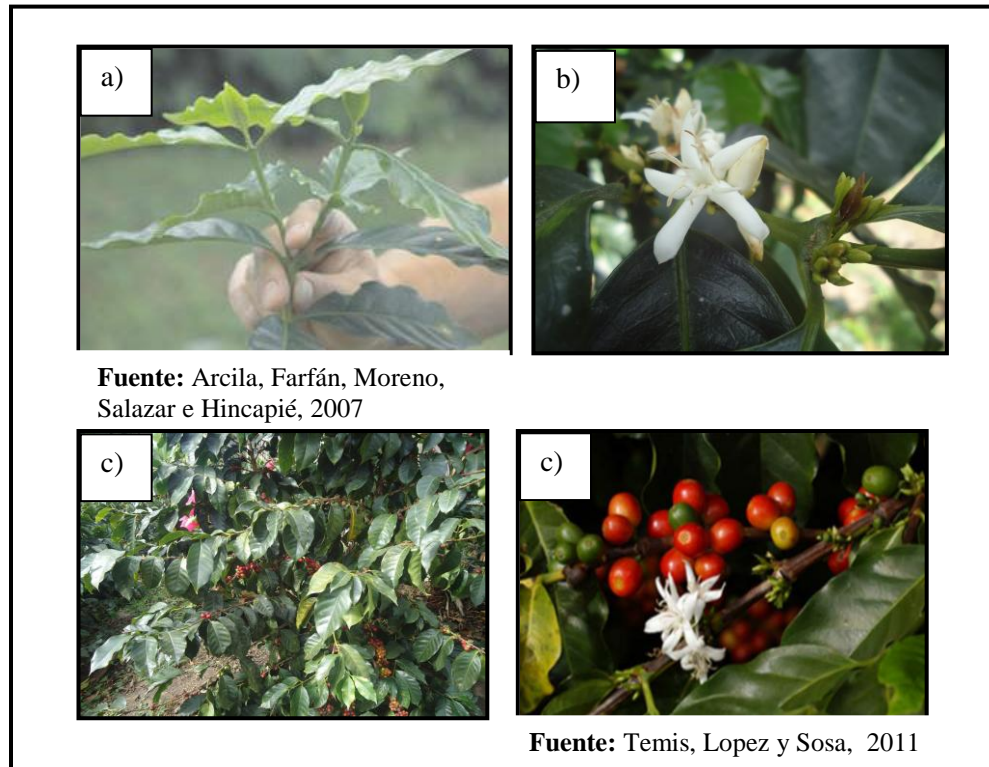 a)
b)
Fuente: Arcila, Farfán, Moreno,
Salazar e Hincapié, 2007
c)
c)
Fuente: Temis, Lopez y Sosa, 2011